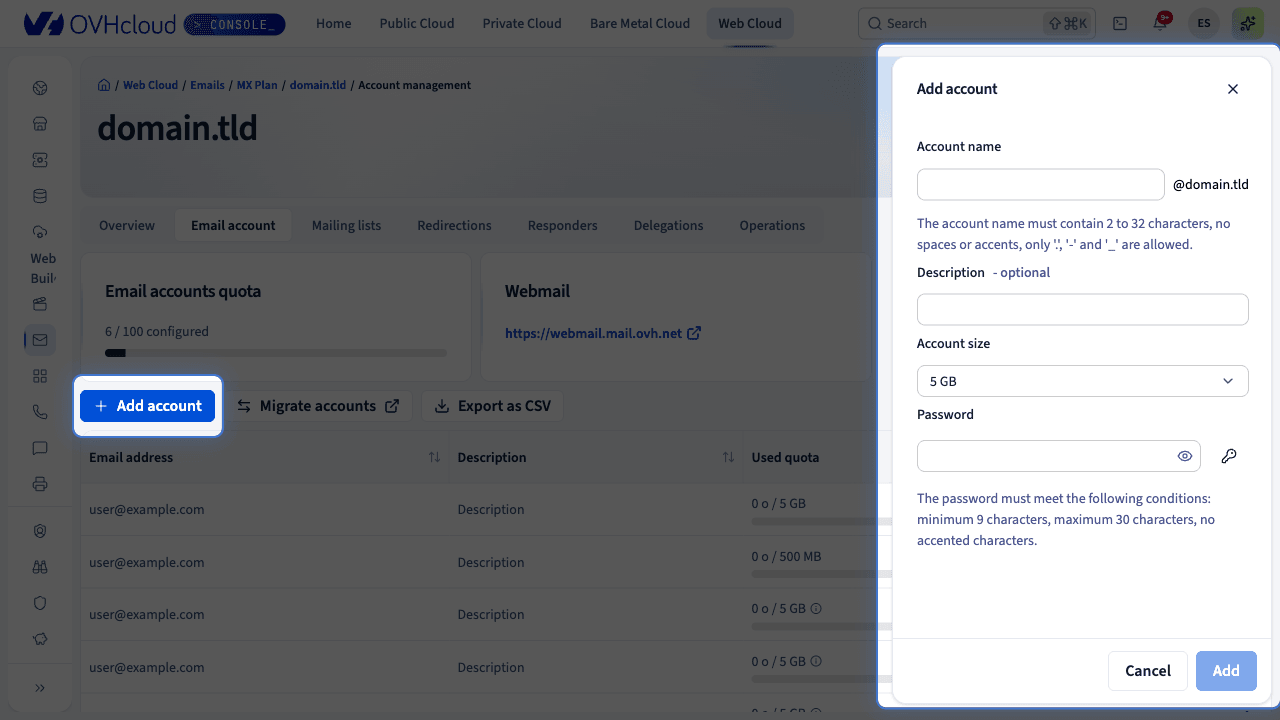 OVHcloud
> CONSOLE_
Home
Public Cloud
Private Cloud
Bare Metal Cloud
Web Cloud
Search
⇧⌘K
9+
ES
/ Web Cloud / Emails / MX Plan / domain.tld / Account management
domain.tld
Overview
Email account
Mailing lists
Redirections
Responders
Delegations
Operations
Web
Email accounts quota
6 / 100 configured
Webmail
https://webmail.mail.ovh.net
+ Add account
Migrate accounts
Export as CSV
Email address
Description
Used quota
user@example.com
Description
0 o / 5 GB
user@example.com
Description
0 o / 500 MB
user@example.com
Description
0 o / 5 GB
user@example.com
Description
0 o / 5 GB
Add account
Account name
@domain.tld
The account name must contain 2 to 32 characters, no
spaces or accents, only '.', '-' and '_' are allowed.
Description - optional
Account size
5 GB
Password
The password must meet the following conditions:
minimum 9 characters, maximum 30 characters, no
accented characters.
Cancel
Add